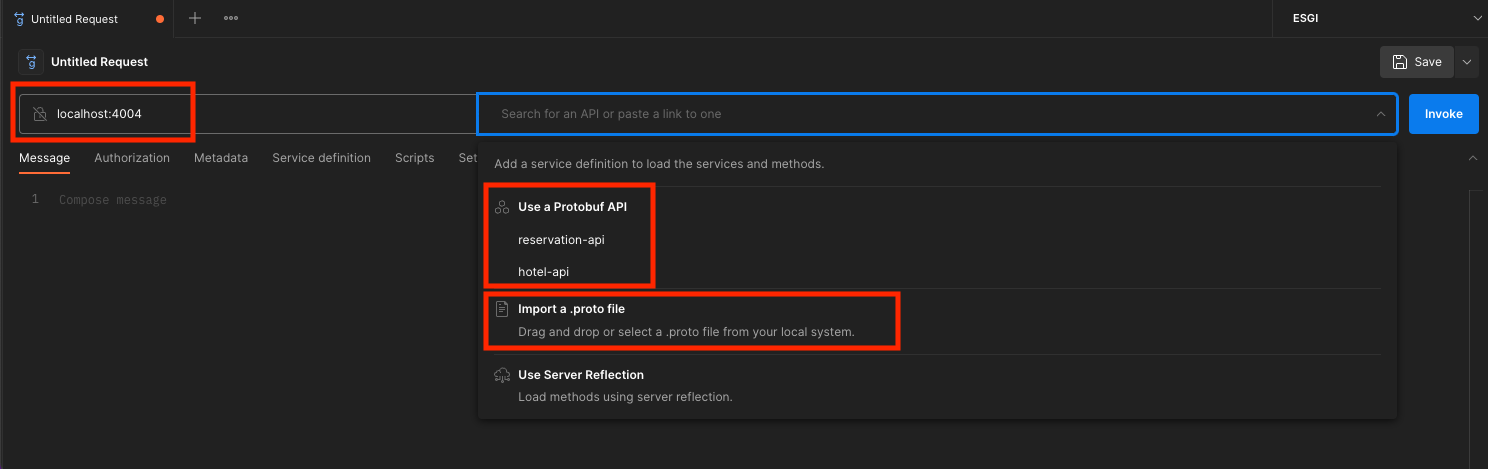 Untitled Request
ESGI
Untitled Request
Save
localhost:4004
Search for an API or paste a link to one
Invoke
Message Authorization Metadata Service definition Scripts Set
Add a service definition to load the services and methods.
1 Compose message
Use a Protobuf API
reservation-api
hotel-api
Import a .proto file
Drag and drop or select a .proto file from your local system.
Use Server Reflection
Load methods using server reflection.